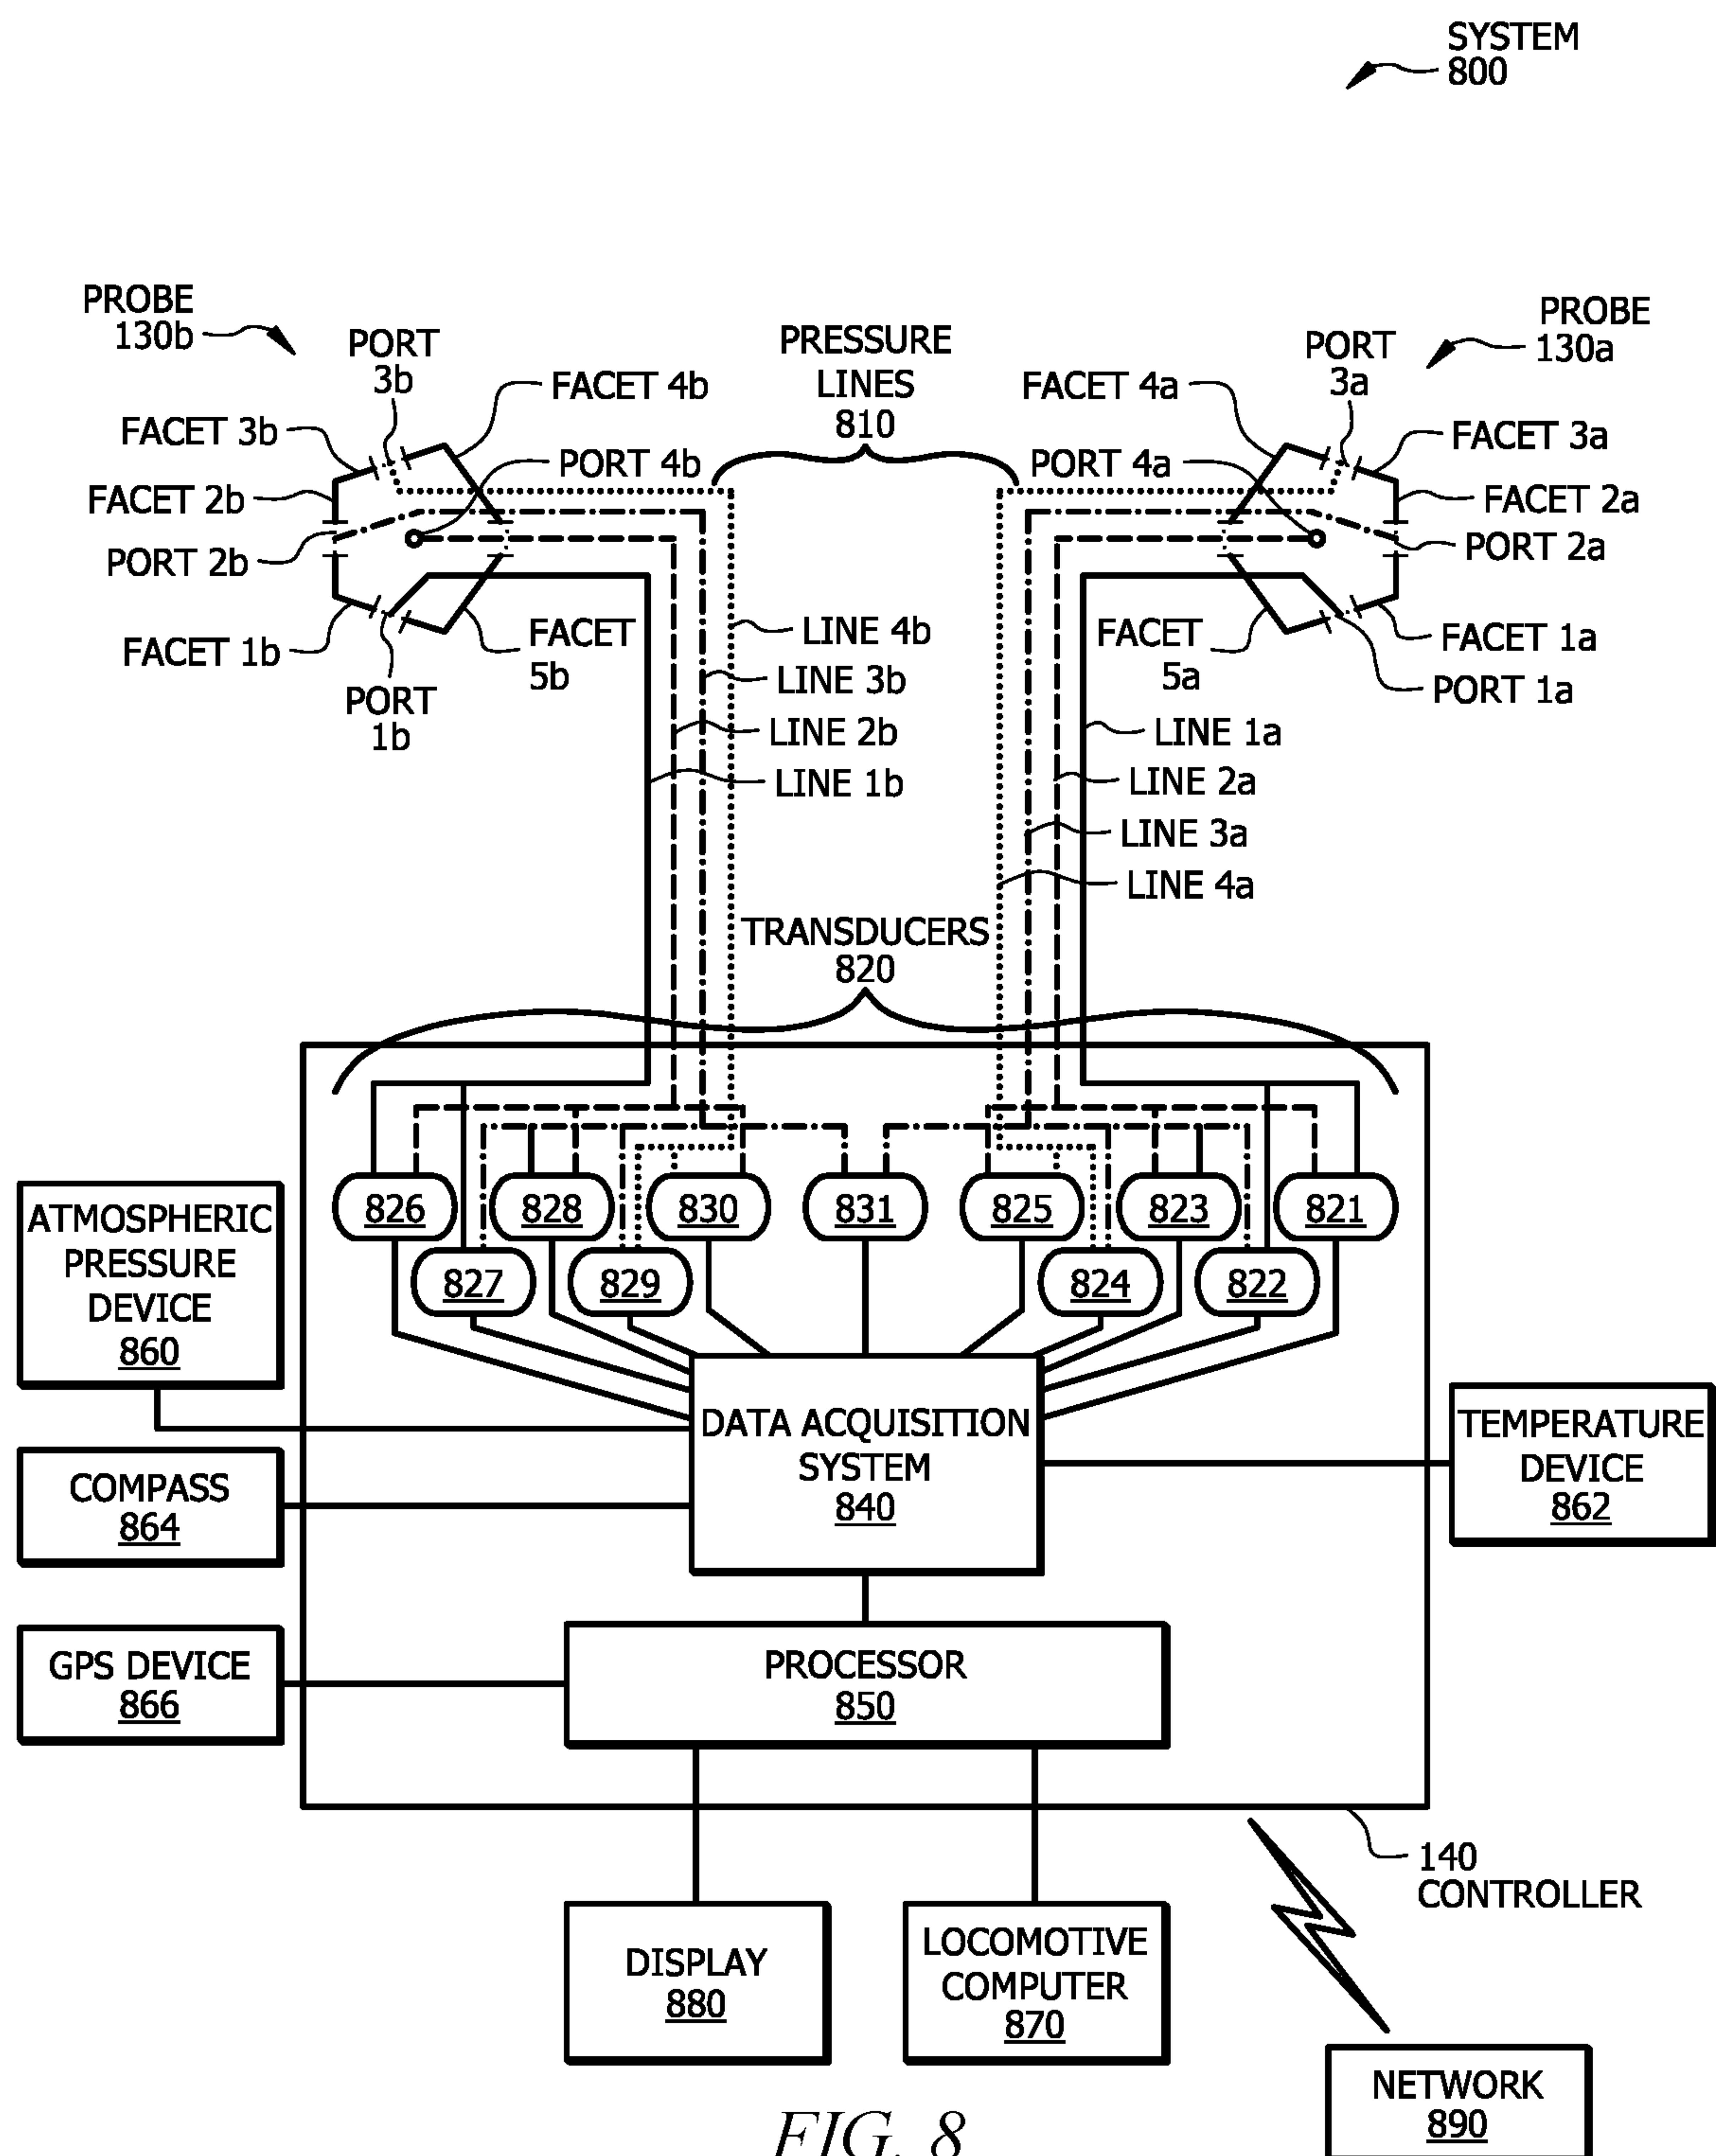 SYSTEM
800
PROBE
130b
PORT
3b
FACET 4b
PRESSURE
LINES
810
FACET 4a
PORT
3a
PROBE
130a
FACET 3b
PORT 4b
PORT 4a
FACET 3a
FACET 2b
FACET 2a
PORT 2b
PORT 2a
FACET 1b
PORT
1b
FACET
5b
FACET
5a
FACET 1a
PORT 1a
LINE 4b
LINE 3b
LINE 2b
LINE 1b
LINE 1a
LINE 2a
LINE 3a
LINE 4a
TRANSDUCERS
820
826
828
830
831
825
823
821
827
829
824
822
ATMOSPHERIC
PRESSURE
DEVICE
860
DATA ACQUISITION
SYSTEM
840
TEMPERATURE
DEVICE
862
COMPASS
864
GPS DEVICE
866
PROCESSOR
850
140
CONTROLLER
DISPLAY
880
LOCOMOTIVE
COMPUTER
870
NETWORK
890
FIG. 8